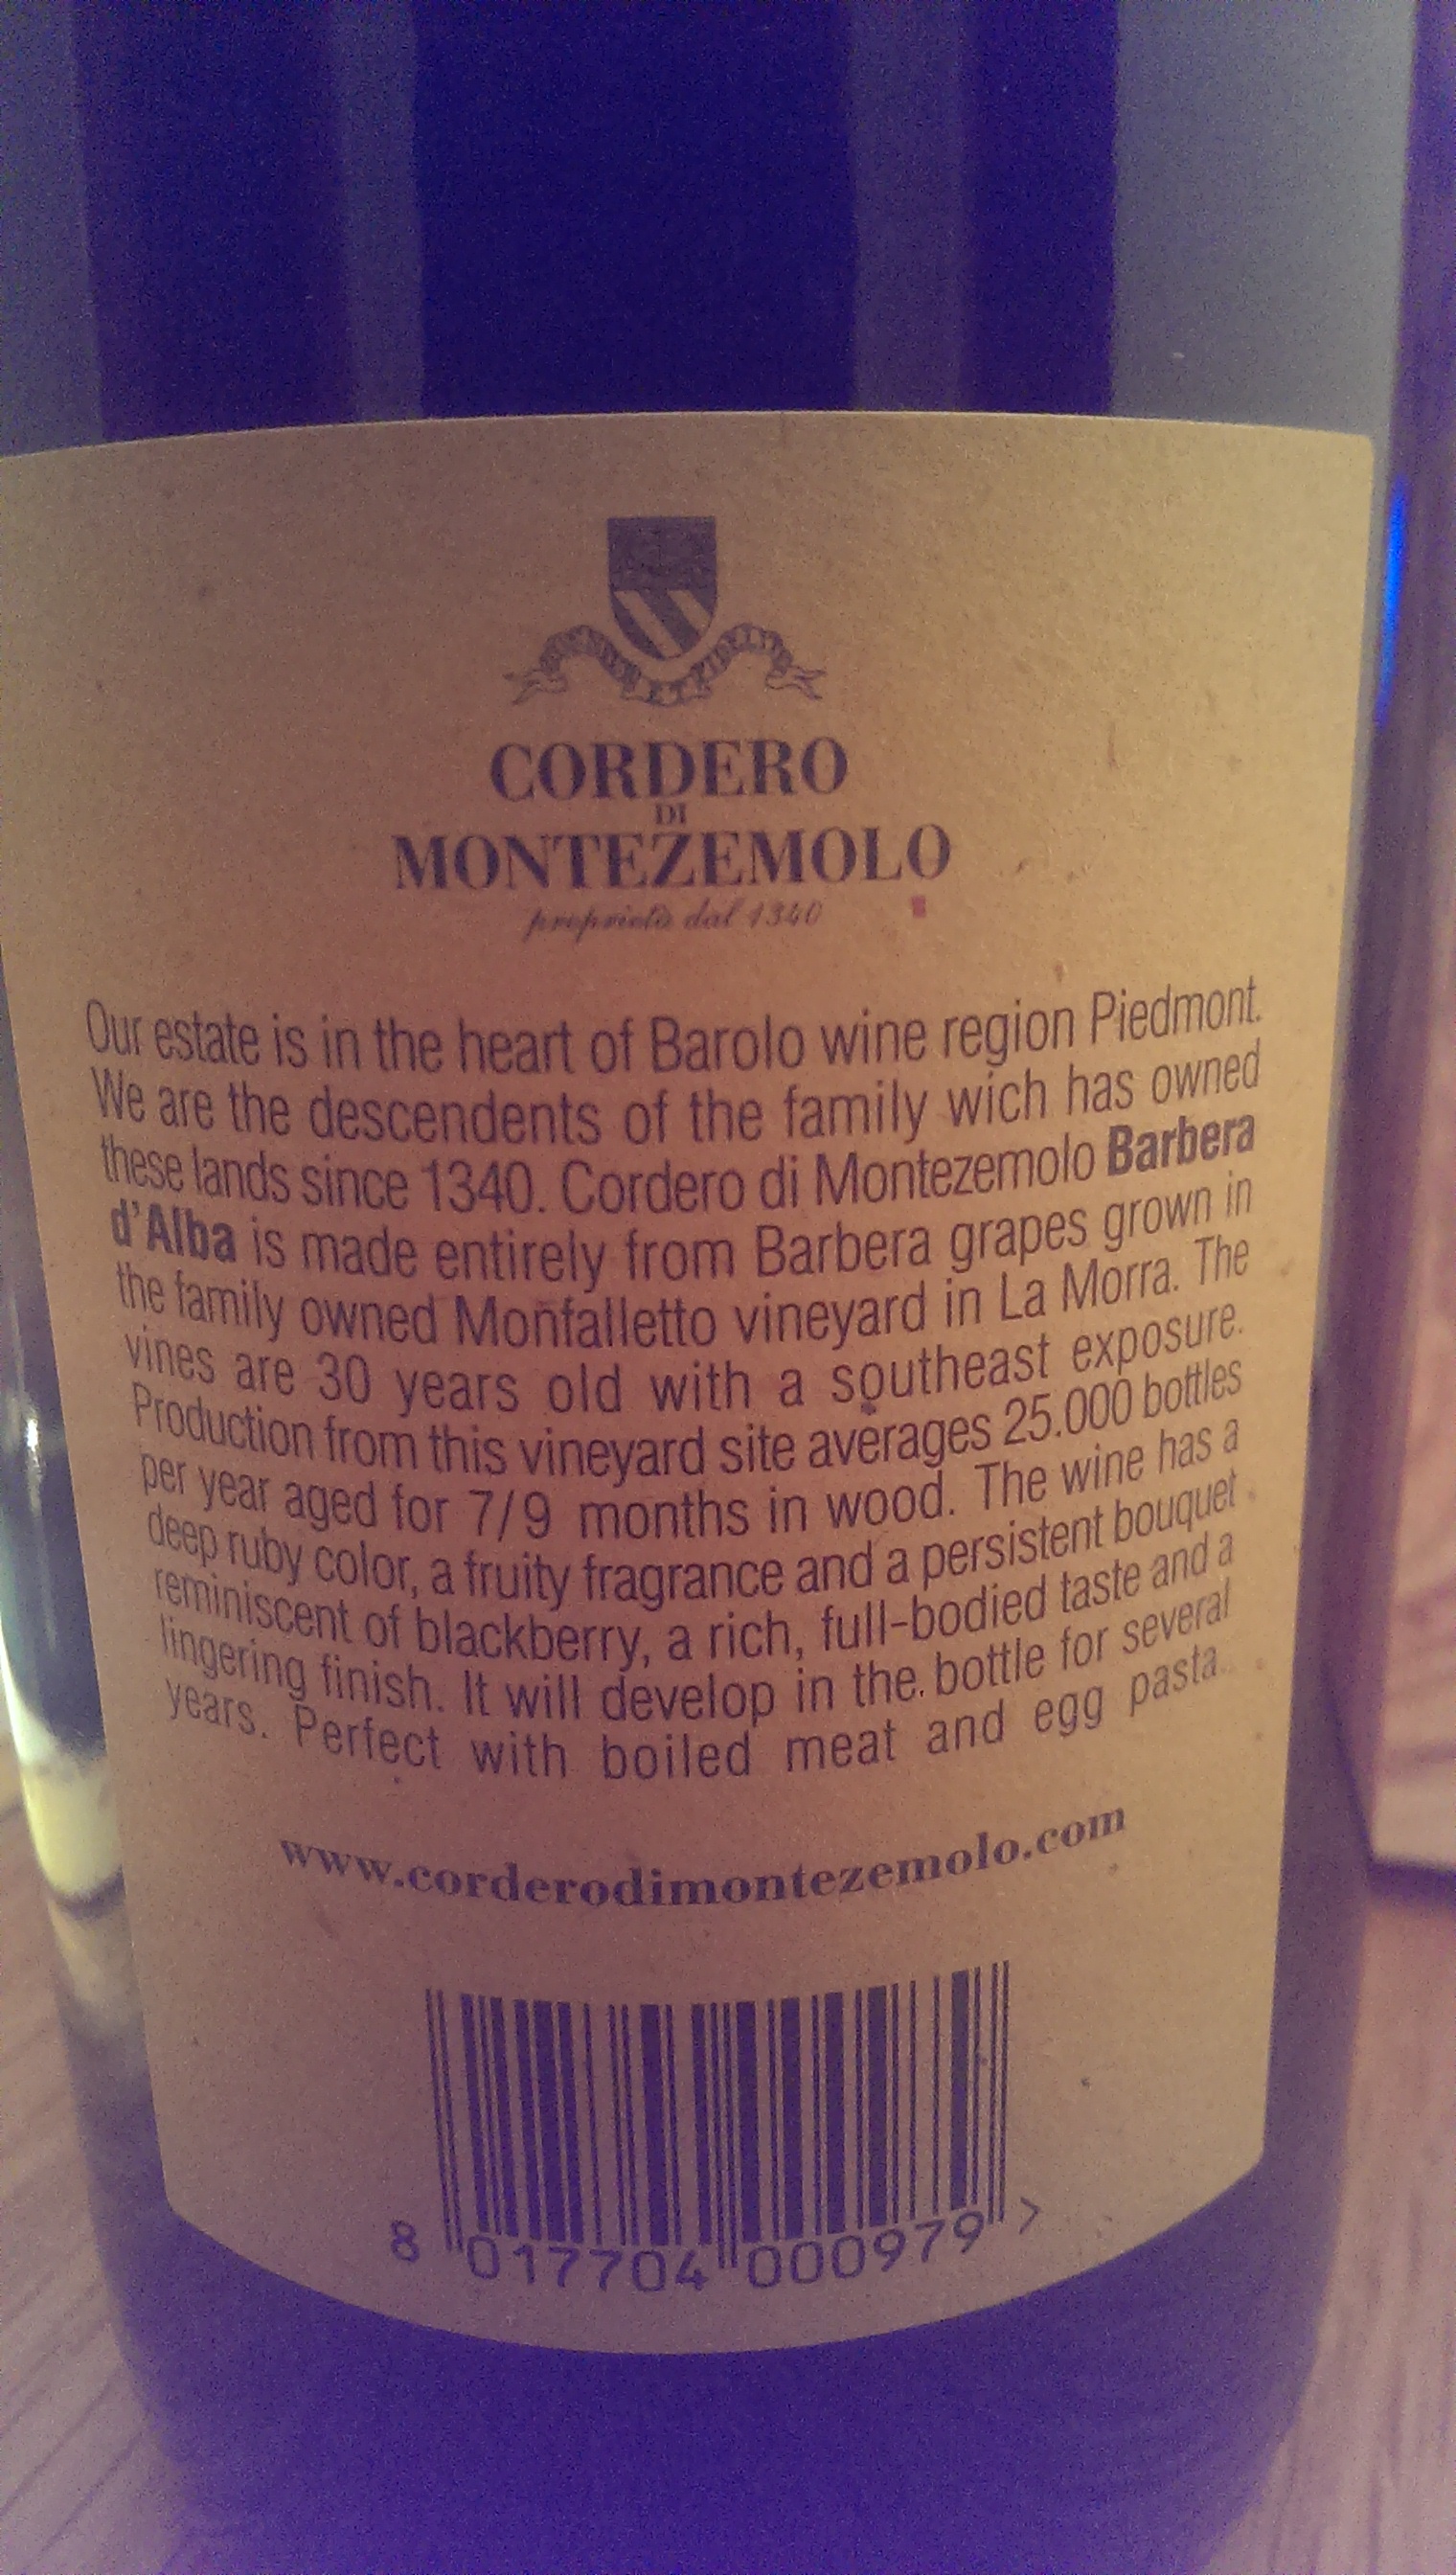 ET FIDELITER
CORDERO
DI
MONTEZEMOLO
proprietà dal 1340
Our estate is in the heart of Barolo wine region Piedmont.
We are the descendents of the family wich has owned
these lands since 1340. Cordero di Montezemolo Barbera
d'Alba is made entirely from Barbera grapes grown in
the family owned Monfalletto vineyard in La Morra. The
vines are 30 years old with a southeast exposure.
Production from this vineyard site averages 25.000 bottles
per year aged for 7/9 months in wood. The wine has a
deep ruby color, a fruity fragrance and a persistent bouquet
reminiscent of blackberry, a rich, full-bodied taste and a
lingering finish. It will develop in the bottle for several
years. Perfect with boiled meat and egg pasta.
www.corderodimontezemolo.com
8 017704 000979 >